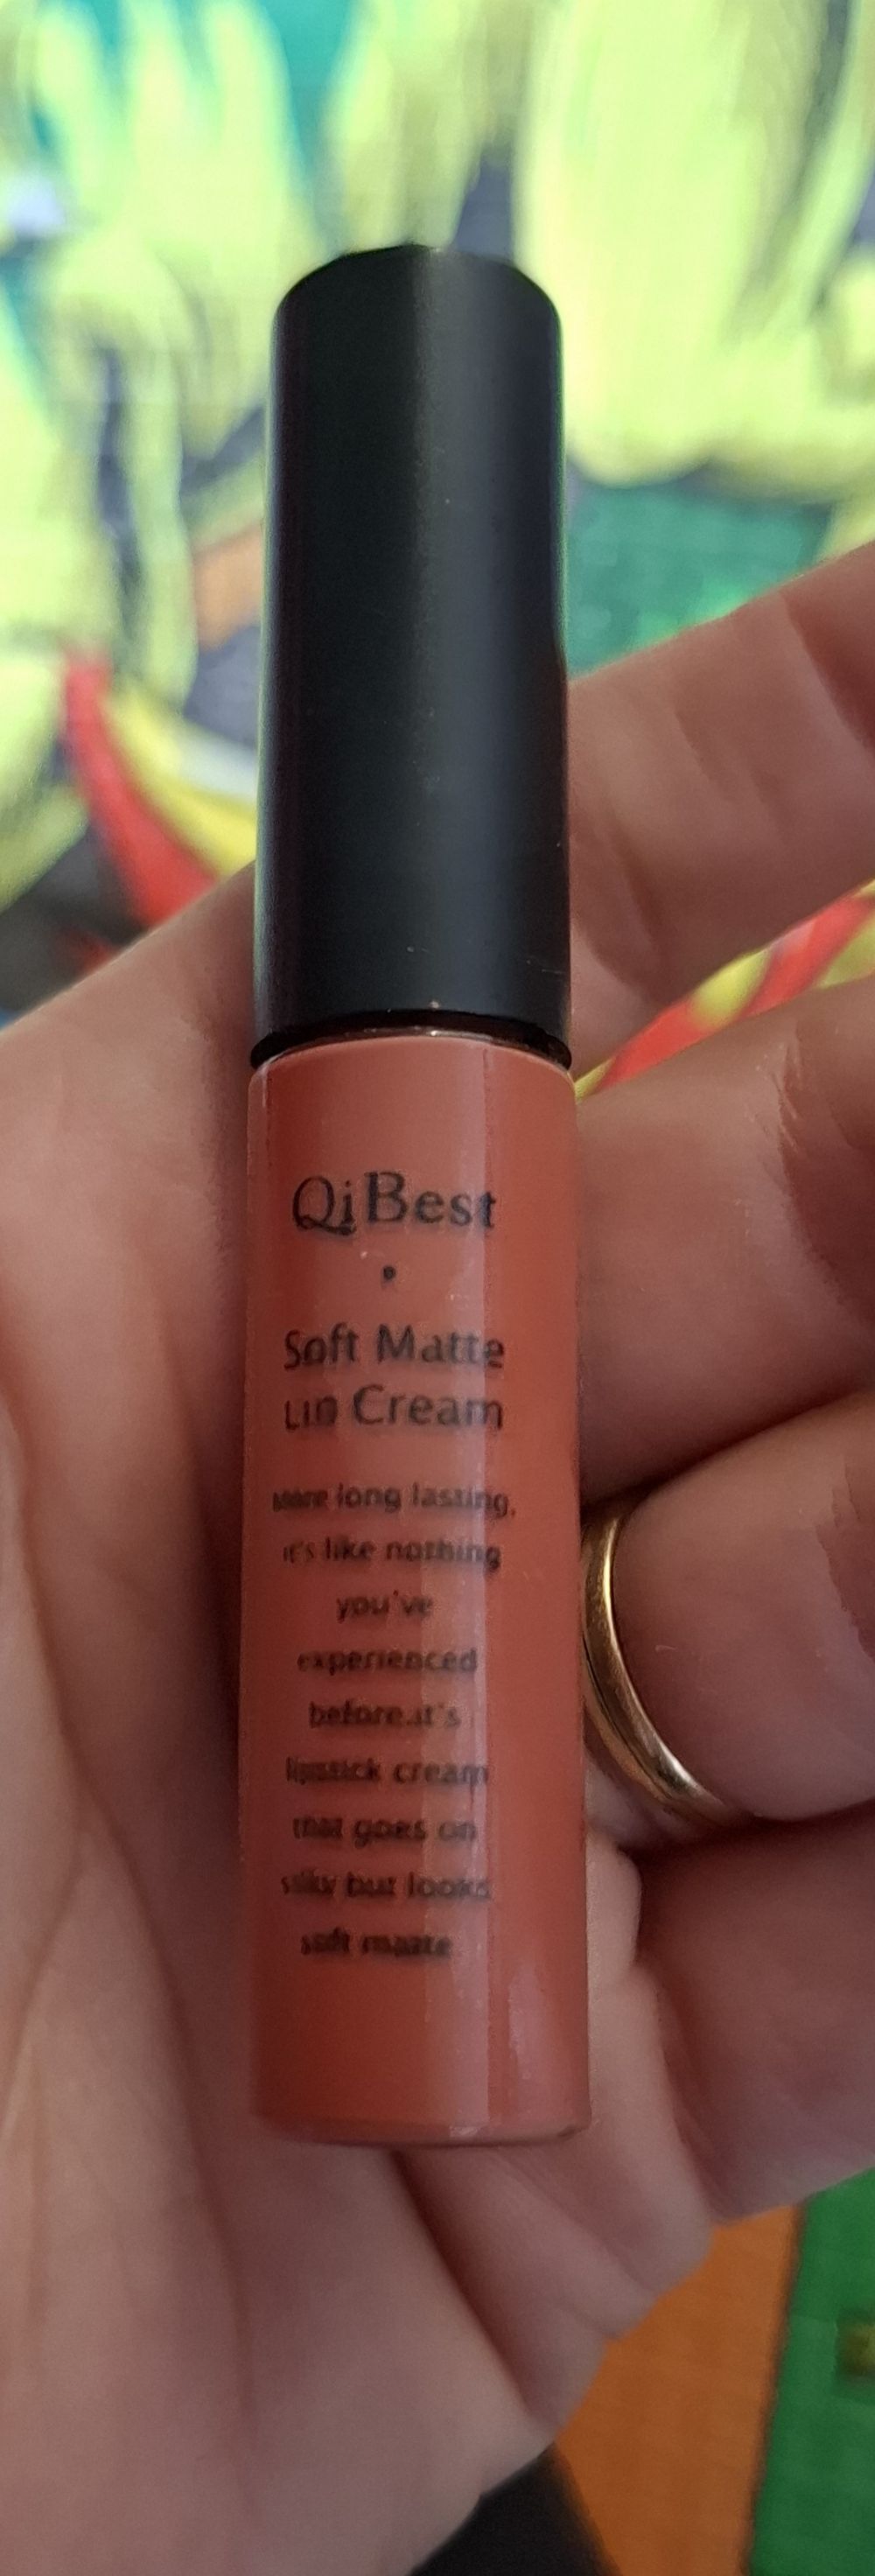 QiBest
Soft Matte
Lip Cream
More long lasting,
it's like nothing
you've
experienced
before.it's
lipstick cream
that goes on
silky but looks
soft matte